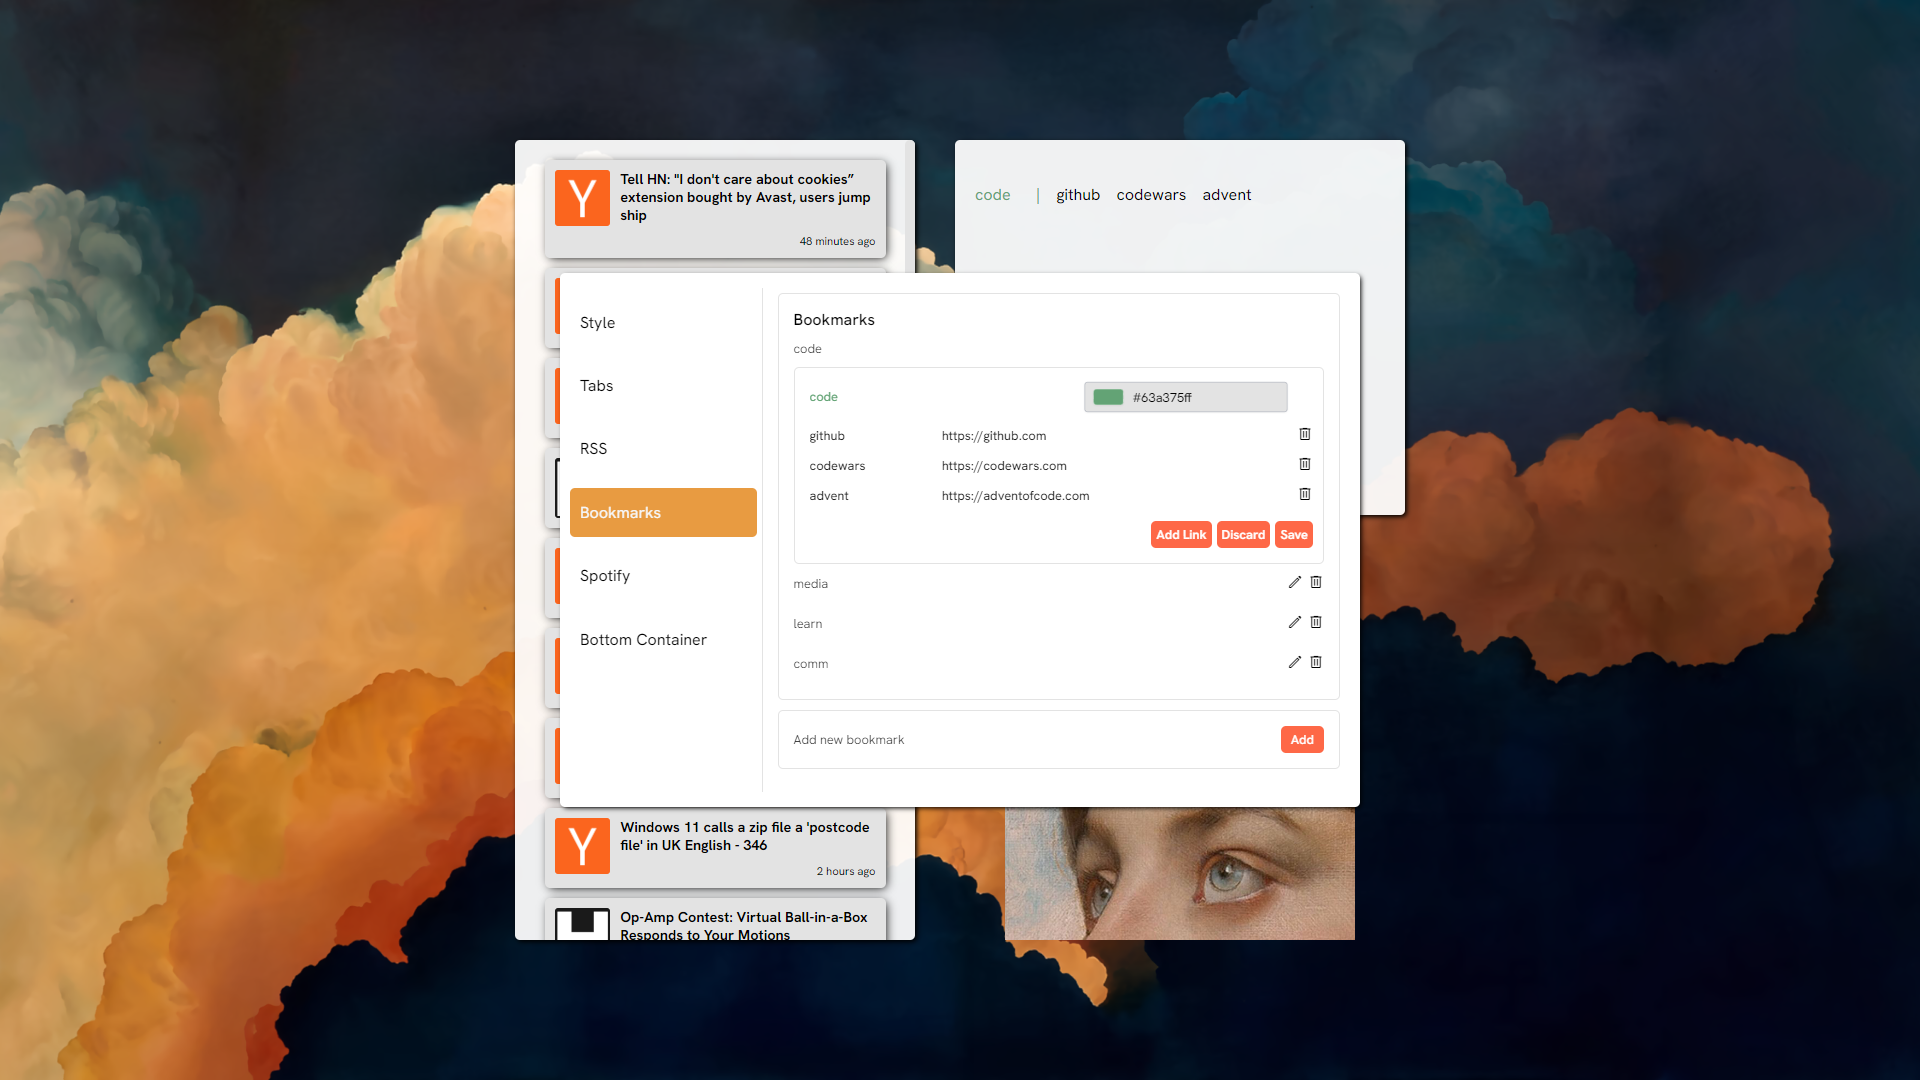 Tell HN: "I don't care about cookies”
extension bought by Avast, users jump
ship
48 minutes ago
code | github codewars advent
Style
Tabs
RSS
Bookmarks
Spotify
Bottom Container
Bookmarks
code
code #63a375ff
github https://github.com
codewars https://codewars.com
advent https://adventofcode.com
Add Link Discard Save
media
learn
comm
Add new bookmark Add
Y
Windows 11 calls a zip file a 'postcode
file' in UK English - 346
2 hours ago
Op-Amp Contest: Virtual Ball-in-a-Box
Responds to Your Motions